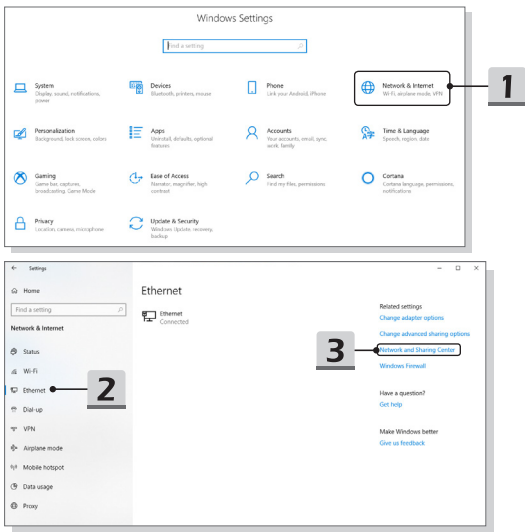 Windows Settings
Find a setting
System
Display, sound, notifications,
power
Devices
Bluetooth, printers, mouse
Phone
Link your Android, iPhone
Network & Internet
Wi-Fi, airplane mode, VPN
1
Personalization
Background, lock screen, colors
Apps
Uninstall, defaults, optional
features
Accounts
Your accounts, email, sync,
work, family
Time & Language
Speech, region, date
Gaming
Game bar, captures,
broadcasting, Game Mode
Ease of Access
Narrator, magnifier, high
contrast
Search
Find my files, permissions
Cortana
Cortana language, permissions,
notifications
Privacy
Location, camera, microphone
Update & Security
Windows Update, recovery,
backup
Settings
Home
Find a setting
Network & Internet
Status
Wi-Fi
Ethernet
2
Dial-up
VPN
Airplane mode
Mobile hotspot
Data usage
Proxy
Ethernet
Ethernet
Connected
Related settings
Change adapter options
Change advanced sharing options
3
Network and Sharing Center
Windows Firewall
Have a question?
Get help
Make Windows better
Give us feedback